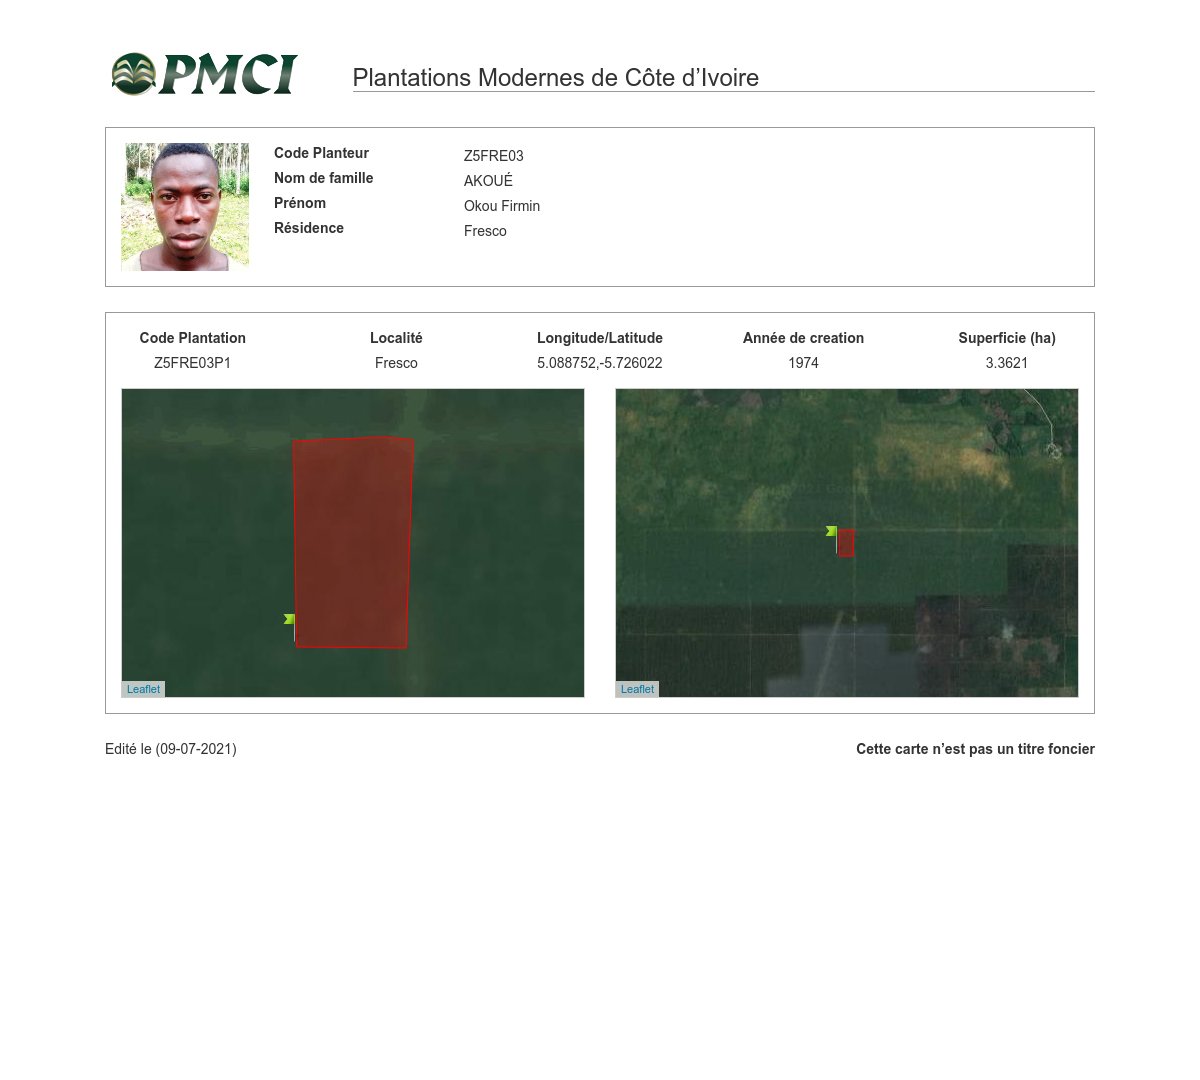 PMCI
Plantations Modernes de Côte d’Ivoire
Code Planteur Z5FRE03
Nom de famille AKOUÉ
Prénom Okou Firmin
Résidence Fresco
Code Plantation Localité Longitude/Latitude Année de creation Superficie (ha)
Z5FRE03P1 Fresco 5.088752,-5.726022 1974 3.3621
Leaflet Leaflet
Edité le (09-07-2021) Cette carte n’est pas un titre foncier